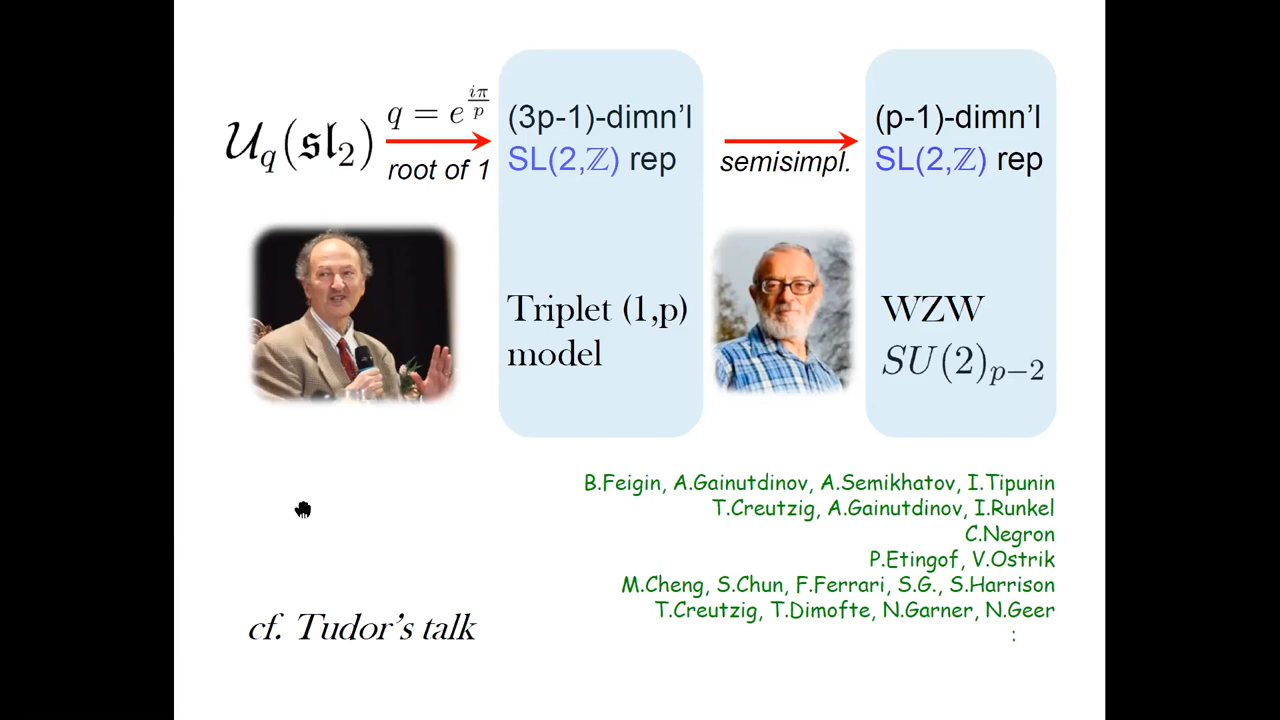 𝒰_q(𝔰𝔩₂)
q = e^{iπ/p}
root of 1
(3p-1)-dimn'l
SL(2,ℤ) rep
semisimpl.
(p-1)-dimn'l
SL(2,ℤ) rep
Triplet (1,p)
model
WZW
SU(2)_{p−2}
B.Feigin, A.Gainutdinov, A.Semikhatov, I.Tipunin
T.Creutzig, A.Gainutdinov, I.Runkel
C.Negron
P.Etingof, V.Ostrik
M.Cheng, S.Chun, F.Ferrari, S.G., S.Harrison
T.Creutzig, T.Dimofte, N.Garner, N.Geer
:
cf. Tudor's talk